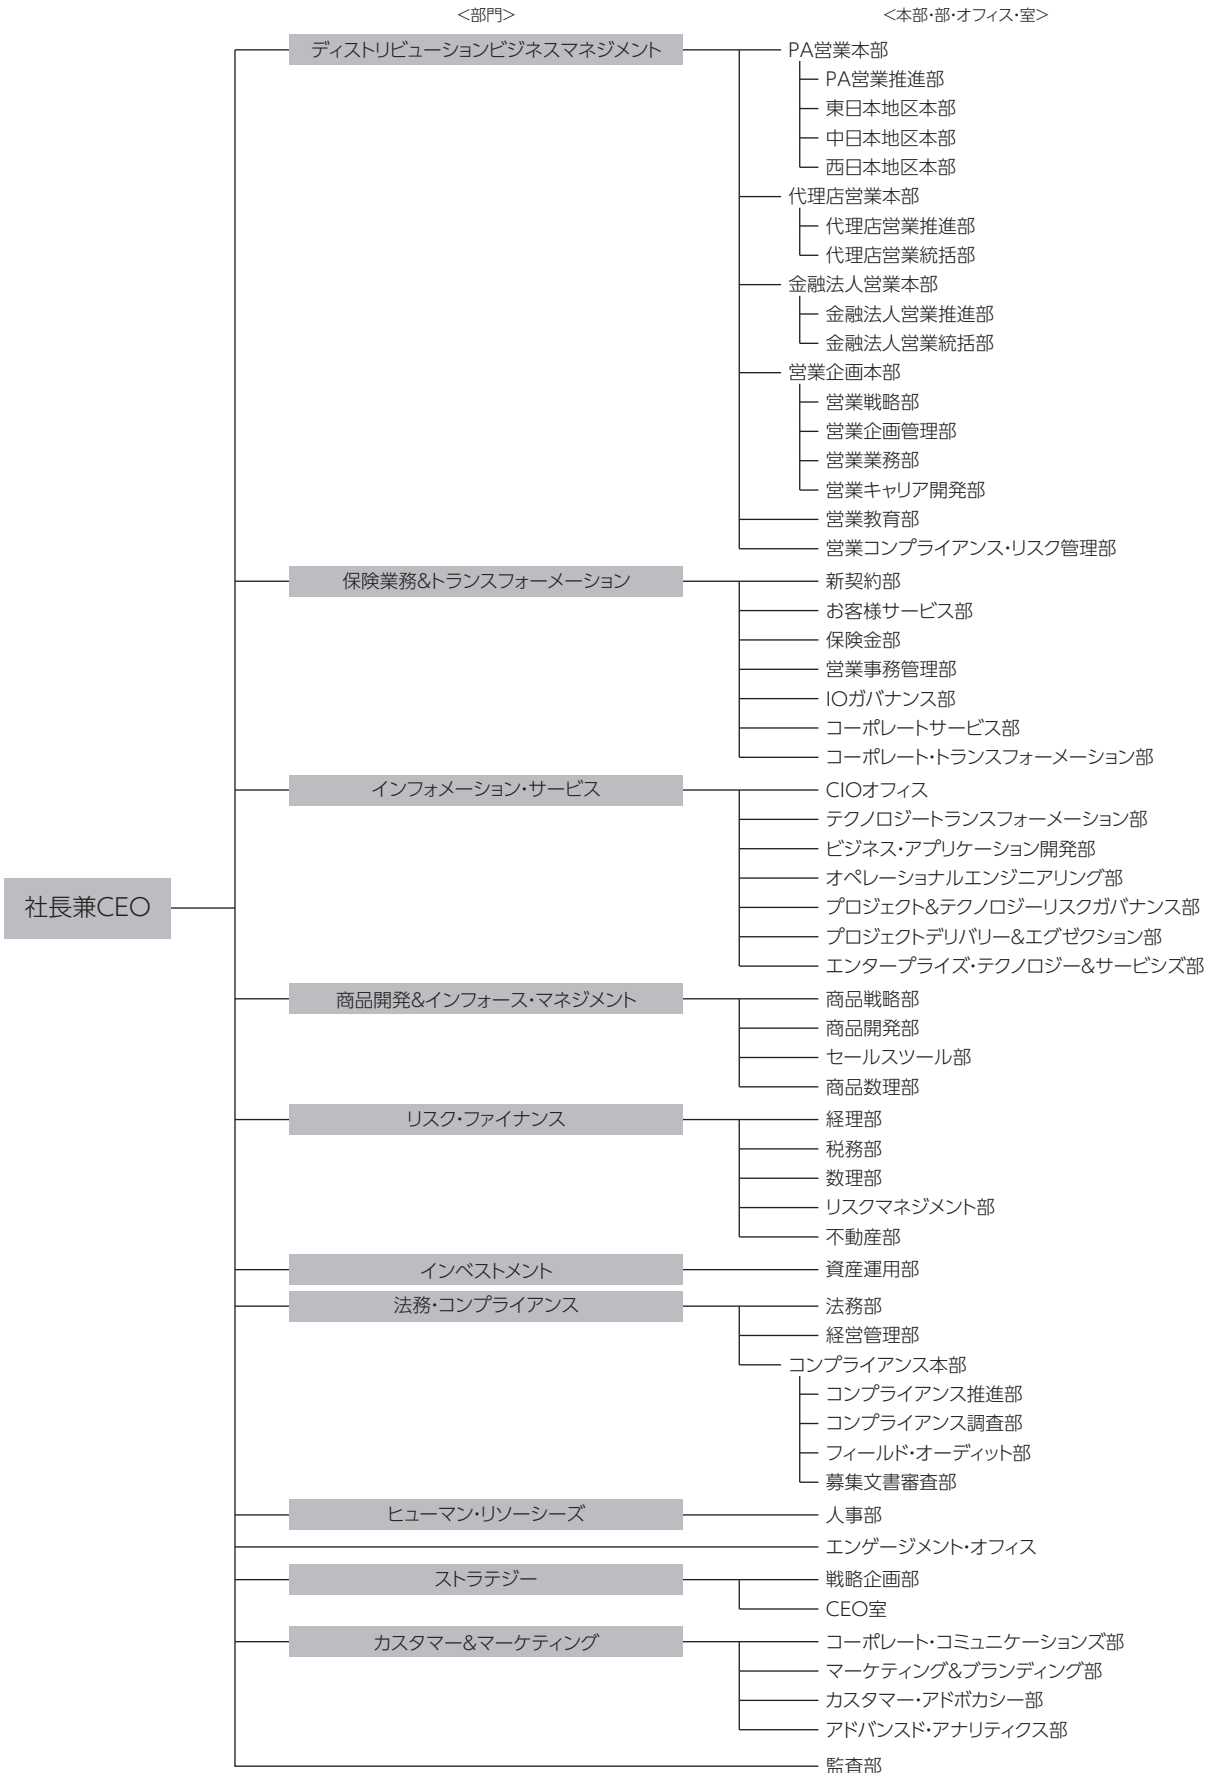 <部門>
<本部・部・オフィス・室>
ディストリビューションビジネスマネジメント
PA営業本部
PA営業推進部
東日本地区本部
中日本地区本部
西日本地区本部
代理店営業本部
代理店営業推進部
代理店営業統括部
金融法人営業本部
金融法人営業推進部
金融法人営業統括部
営業企画本部
営業戦略部
営業企画管理部
営業業務部
営業キャリア開発部
営業教育部
営業コンプライアンス・リスク管理部
保険業務&トランスフォーメーション
新契約部
お客様サービス部
保険金部
営業事務管理部
IOガバナンス部
コーポレートサービス部
コーポレート・トランスフォーメーション部
インフォメーション・サービス
CIOオフィス
テクノロジートランスフォーメーション部
ビジネス・アプリケーション開発部
オペレーショナルエンジニアリング部
社長兼CEO
プロジェクト&テクノロジーリスクガバナンス部
プロジェクトデリバリー&エグゼクション部
エンタープライズ・テクノロジー&サービシズ部
商品開発&インフォース・マネジメント
商品戦略部
商品開発部
セールスツール部
商品数理部
リスク・ファイナンス
経理部
税務部
数理部
リスクマネジメント部
不動産部
インベストメント
資産運用部
法務・コンプライアンス
法務部
経営管理部
コンプライアンス本部
コンプライアンス推進部
コンプライアンス調査部
フィールド・オーディット部
募集文書審査部
ヒューマン・リソーシーズ
人事部
エンゲージメント・オフィス
ストラテジー
戦略企画部
CEO室
カスタマー&マーケティング
コーポレート・コミュニケーションズ部
マーケティング&ブランディング部
カスタマー・アドボカシー部
アドバンスド・アナリティクス部
監査部